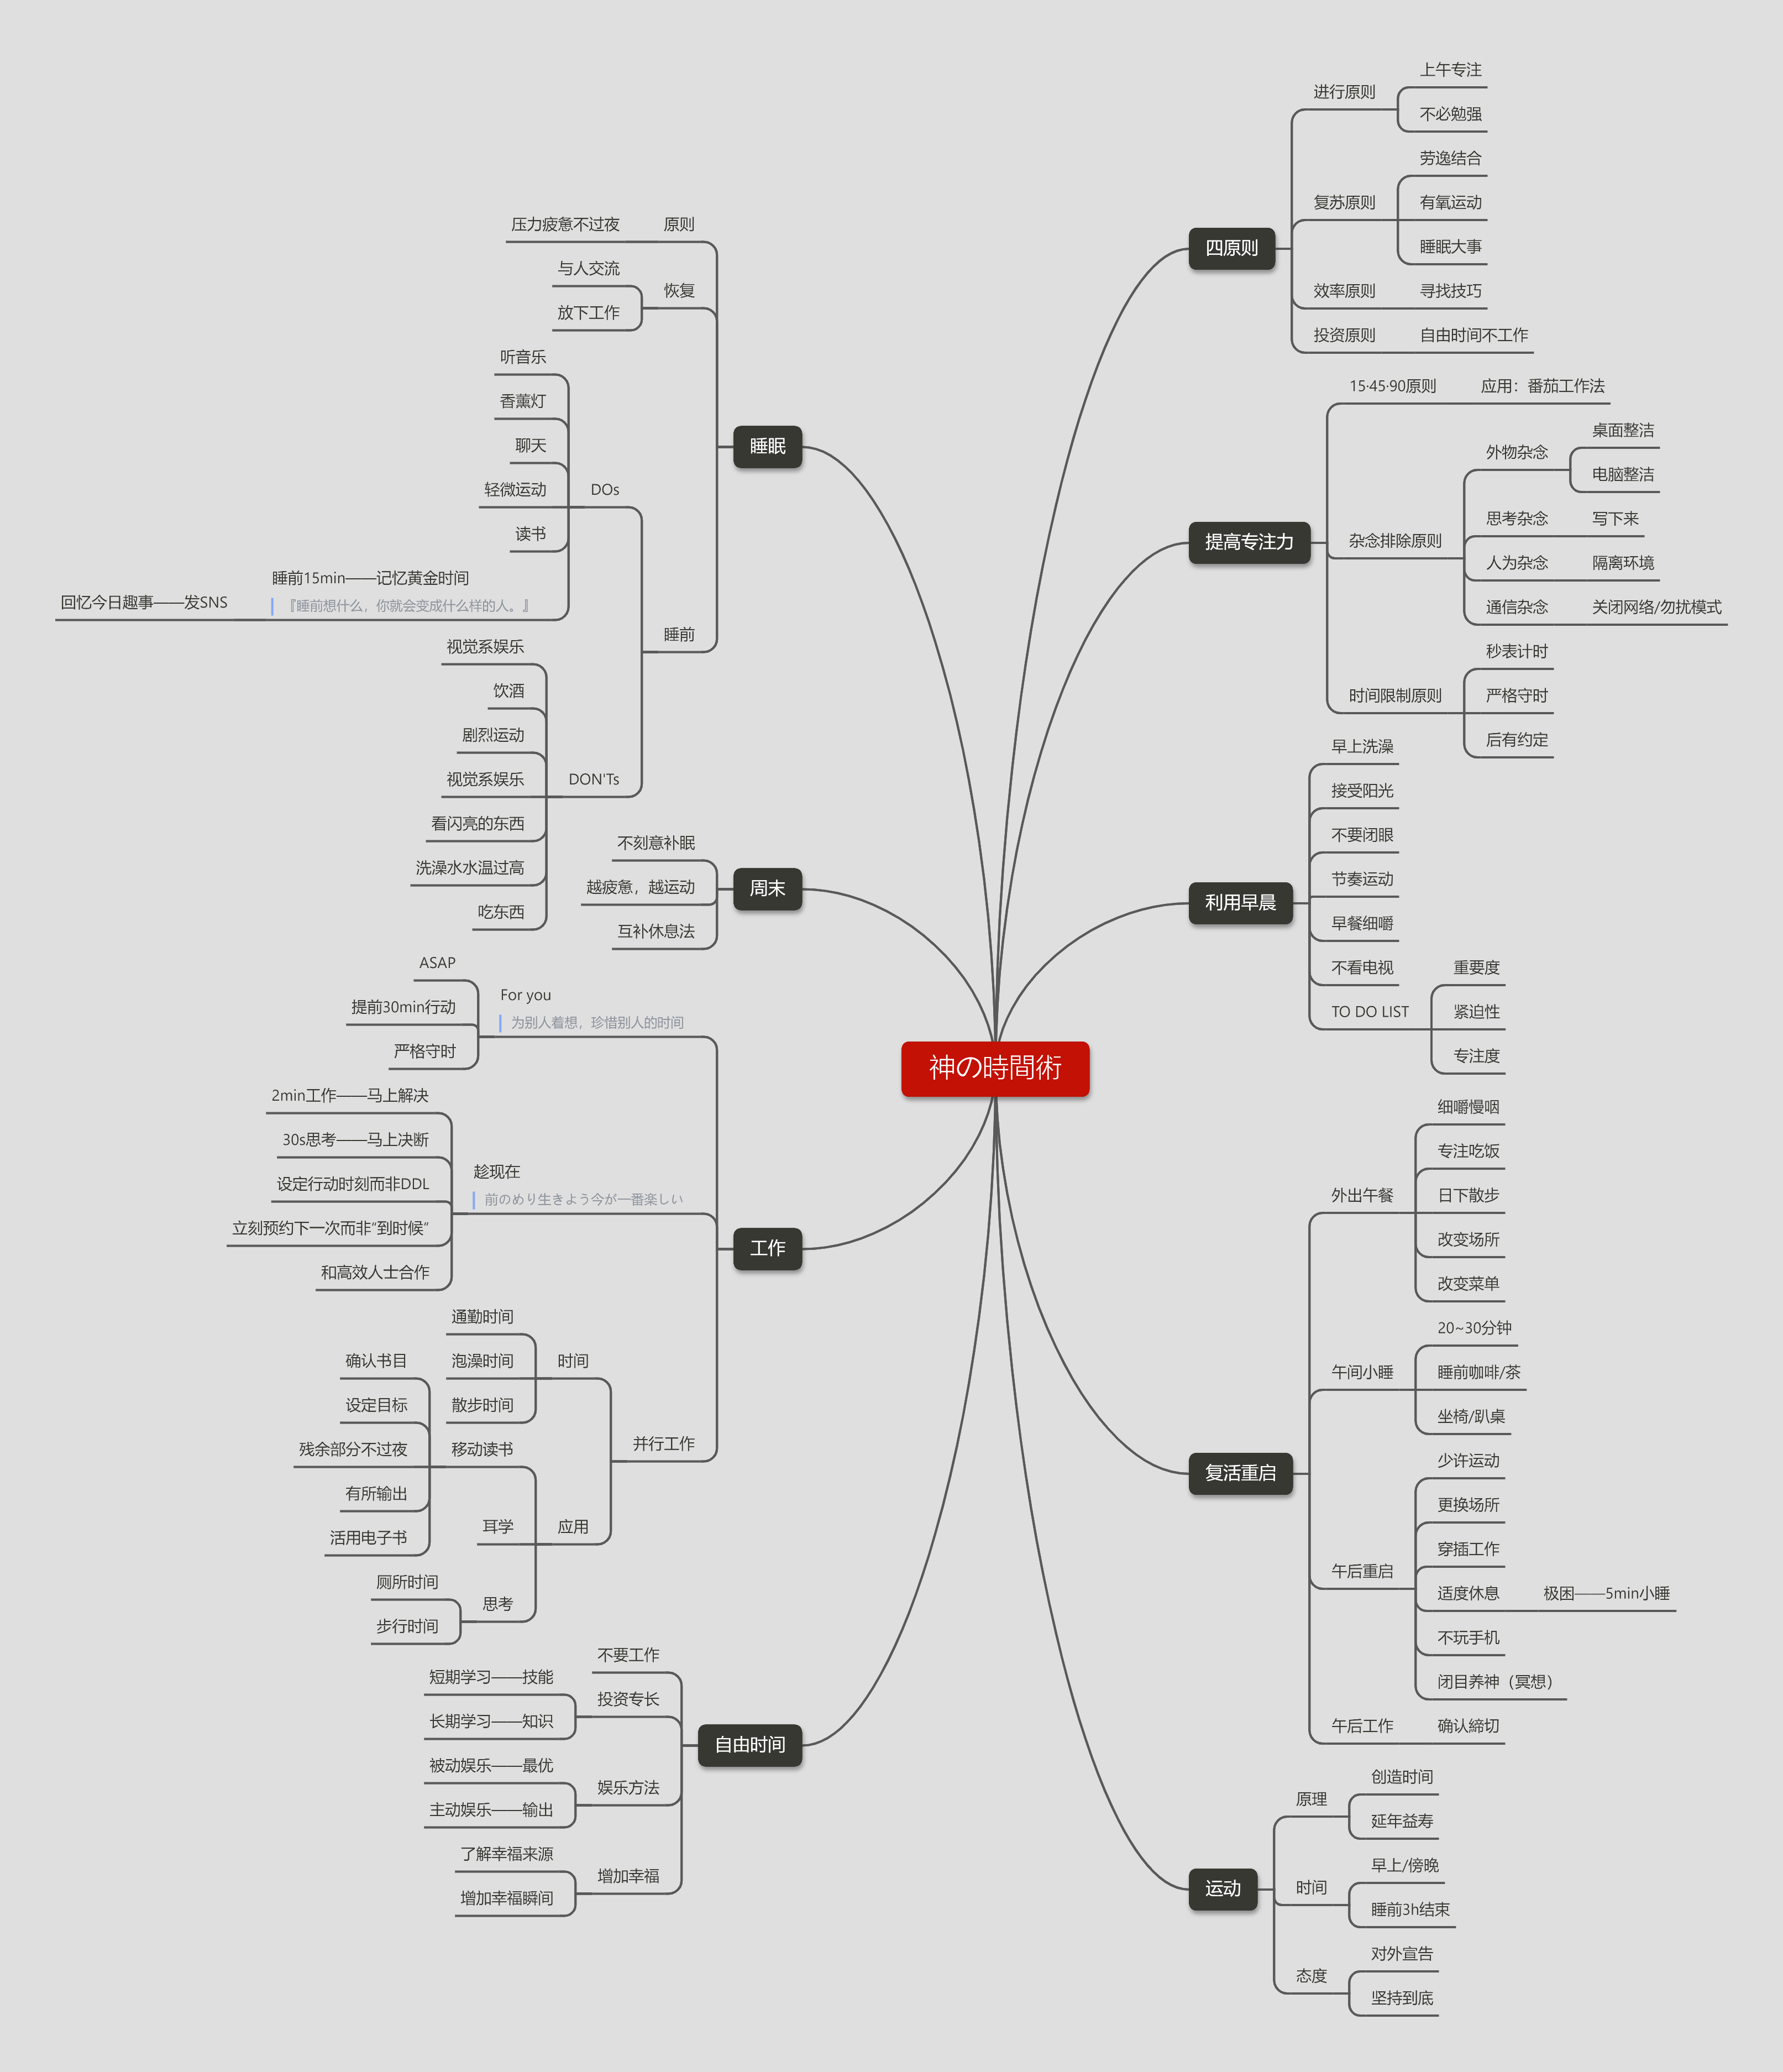 神の時間術
四原则
进行原则
上午专注
不必勉强
复苏原则
劳逸结合
有氧运动
睡眠大事
效率原则
寻找技巧
投资原则
自由时间不工作
提高专注力
15·45·90原则
应用：番茄工作法
杂念排除原则
外物杂念
桌面整洁
电脑整洁
思考杂念
写下来
人为杂念
隔离环境
通信杂念
关闭网络/勿扰模式
时间限制原则
秒表计时
严格守时
后有约定
利用早晨
早上洗澡
接受阳光
不要闭眼
节奏运动
早餐细嚼
不看电视
TO DO LIST
重要度
紧迫性
专注度
复活重启
外出午餐
细嚼慢咽
专注吃饭
日下散步
改变场所
改变菜单
午间小睡
20~30分钟
睡前咖啡/茶
坐椅/趴桌
午后重启
少许运动
更换场所
穿插工作
适度休息
极困——5min小睡
不玩手机
闭目养神（冥想）
午后工作
确认締切
运动
原理
创造时间
延年益寿
时间
早上/傍晚
睡前3h结束
态度
对外宣告
坚持到底
睡眠
原则
压力疲惫不过夜
恢复
与人交流
放下工作
睡前
DOs
听音乐
香薰灯
聊天
轻微运动
读书
睡前15min——记忆黄金时间
『睡前想什么，你就会变成什么样的人。』
回忆今日趣事——发SNS
DON'Ts
视觉系娱乐
饮酒
剧烈运动
视觉系娱乐
看闪亮的东西
洗澡水水温过高
吃东西
周末
不刻意补眠
越疲惫，越运动
互补休息法
工作
For you
为别人着想，珍惜别人的时间
ASAP
提前30min行动
严格守时
趁现在
前のめり生きよう今が一番楽しい
2min工作——马上解决
30s思考——马上决断
设定行动时刻而非DDL
立刻预约下一次而非“到时候”
和高效人士合作
并行工作
时间
通勤时间
泡澡时间
散步时间
应用
移动读书
确认书目
设定目标
残余部分不过夜
有所输出
活用电子书
耳学
思考
厕所时间
步行时间
自由时间
不要工作
投资专长
短期学习——技能
长期学习——知识
娱乐方法
被动娱乐——最优
主动娱乐——输出
增加幸福
了解幸福来源
增加幸福瞬间